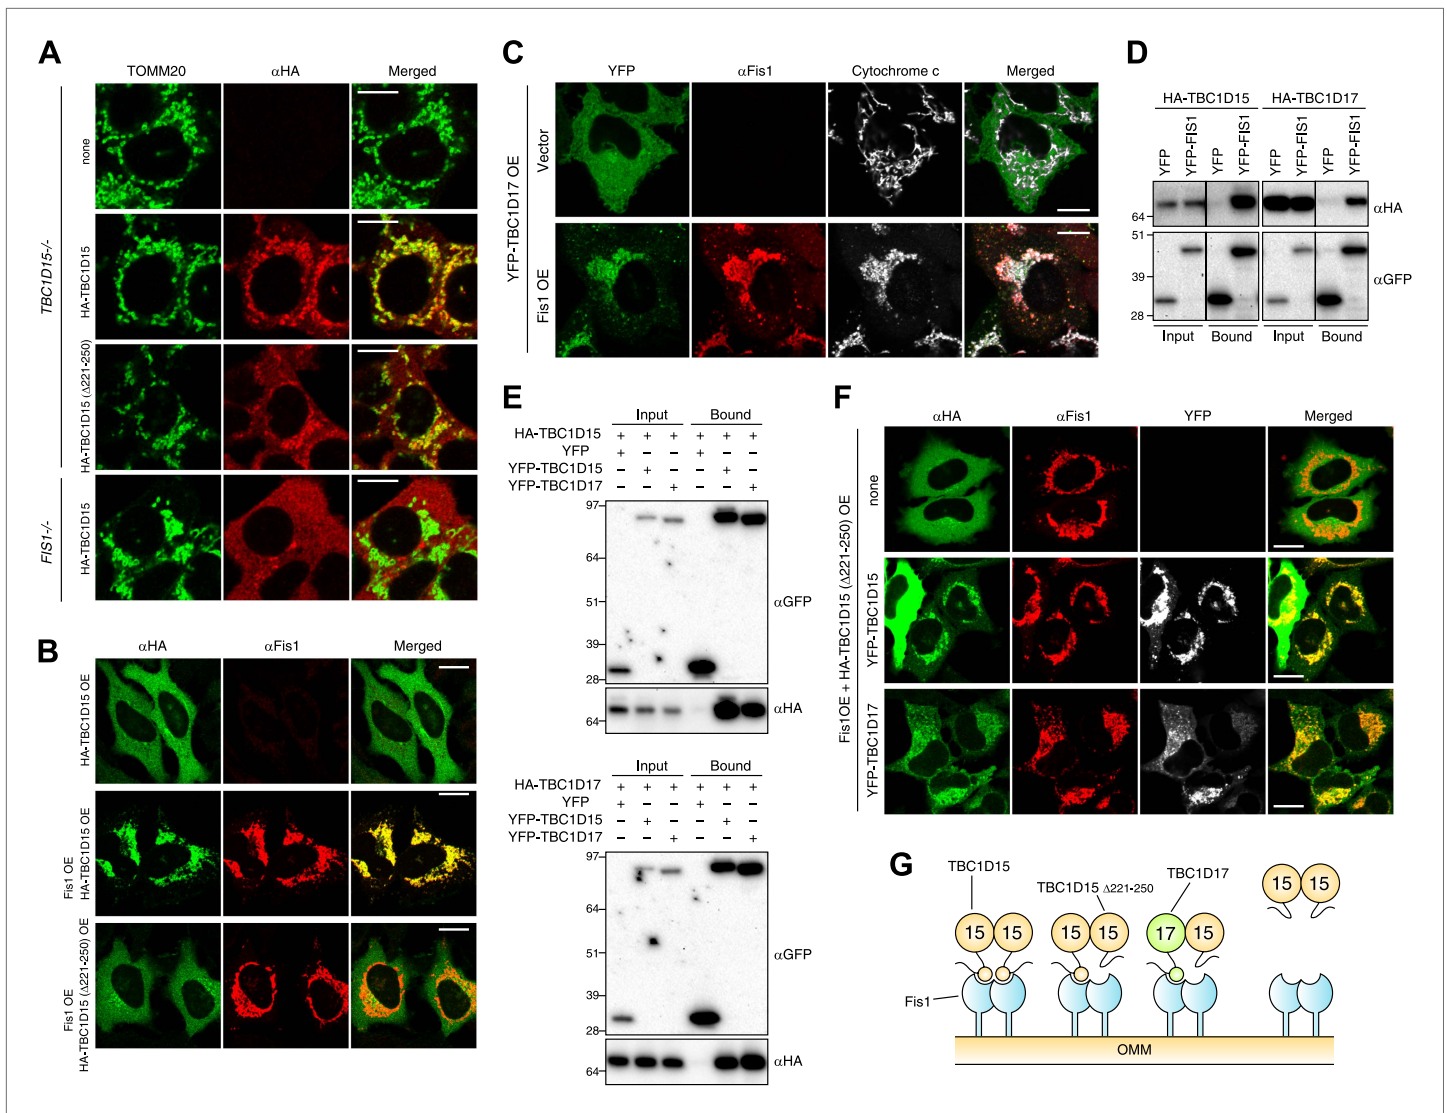 A
TOMM20 αHA Merged
TBC1D15-/-
none
HA-TBC1D15
HA-TBC1D15 (Δ221-250)
FIS1-/-
HA-TBC1D15
B
αHA αFis1 Merged
HA-TBC1D15 OE
Fis1 OE
HA-TBC1D15 OE
Fis1 OE
HA-TBC1D15 (Δ221-250) OE
C
YFP αFis1 Cytochrome c Merged
YFP-TBC1D17 OE
Vector
Fis1 OE
D
HA-TBC1D15 HA-TBC1D17
YFP YFP-FIS1 YFP YFP-FIS1 YFP YFP-FIS1 YFP YFP-FIS1
64 αHA
51
39 αGFP
28
Input Bound Input Bound
E
Input Bound
HA-TBC1D15 + + + + + +
YFP + − − + − −
YFP-TBC1D15 − + − − + −
YFP-TBC1D17 − − + − − +
97
64
51 αGFP
39
28
αHA
64
Input Bound
HA-TBC1D17 + + + + + +
YFP + − − + − −
YFP-TBC1D15 − + − − + −
YFP-TBC1D17 − − + − − +
97
64
51 αGFP
39
28
αHA
64
F
αHA αFis1 YFP Merged
Fis1OE + HA-TBC1D15 (Δ221-250) OE
none
YFP-TBC1D15
YFP-TBC1D17
G
TBC1D15
TBC1D15 Δ221-250
TBC1D17
15 15
15 15 15 15 17 15
Fis1
OMM